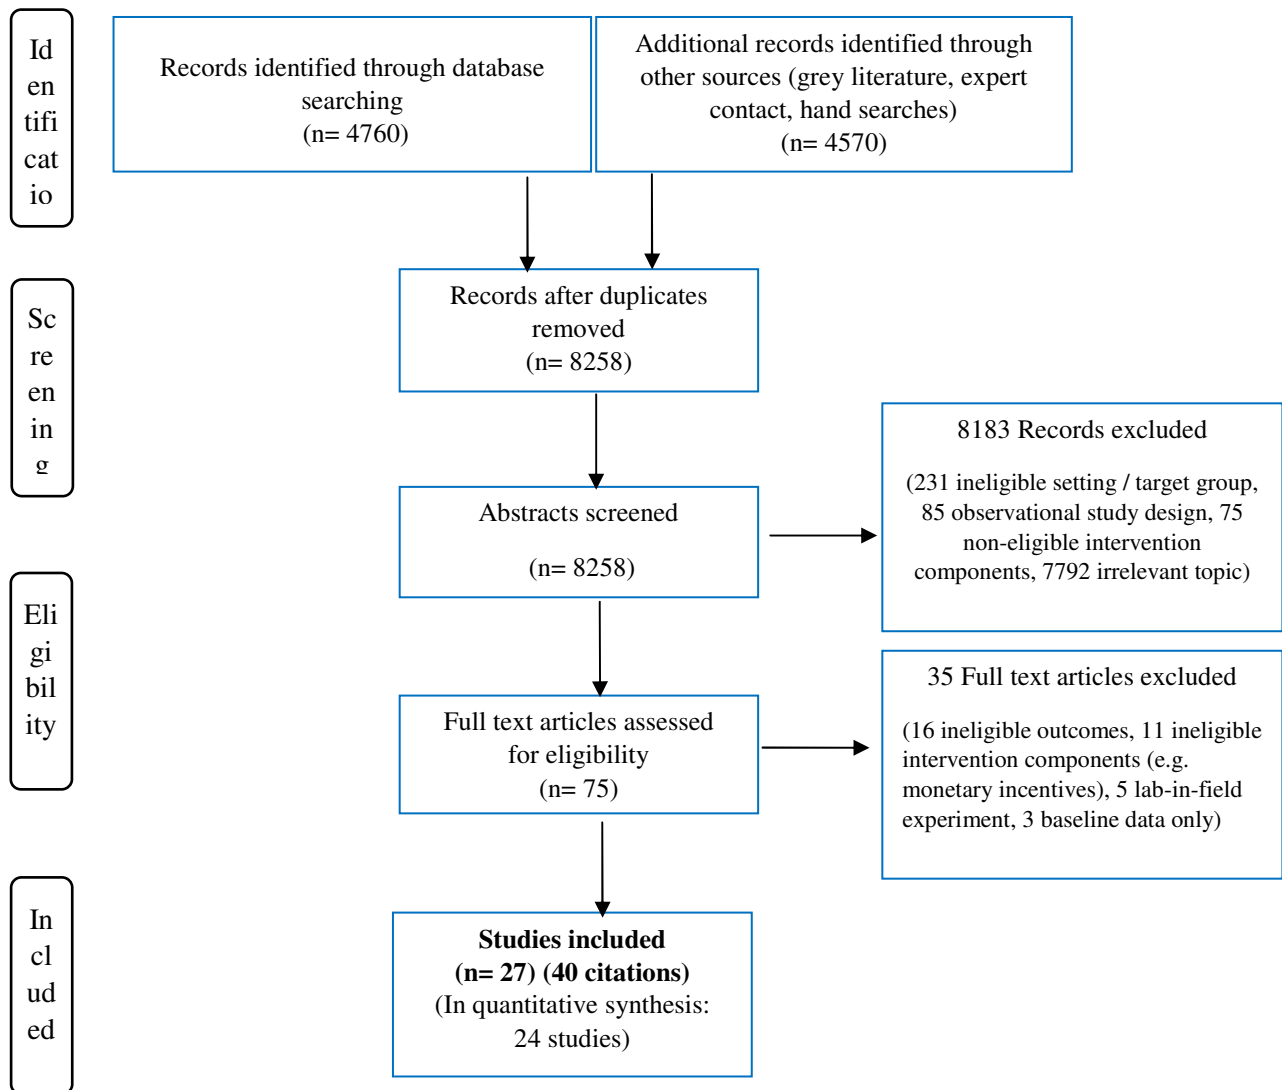 Id
en
tifi
cat
io
Records identified through database
searching
(n= 4760)
Additional records identified through
other sources (grey literature, expert
contact, hand searches)
(n= 4570)
Sc
re
en
in
g
Records after duplicates
removed
(n= 8258)
Abstracts screened
(n= 8258)
8183 Records excluded
(231 ineligible setting / target group,
85 observational study design, 75
non-eligible intervention
components, 7792 irrelevant topic)
Eli
gi
bil
ity
Full text articles assessed
for eligibility
(n= 75)
35 Full text articles excluded
(16 ineligible outcomes, 11 ineligible
intervention components (e.g.
monetary incentives), 5 lab-in-field
experiment, 3 baseline data only)
In
cl
ud
ed
Studies included
(n= 27) (40 citations)
(In quantitative synthesis:
24 studies)